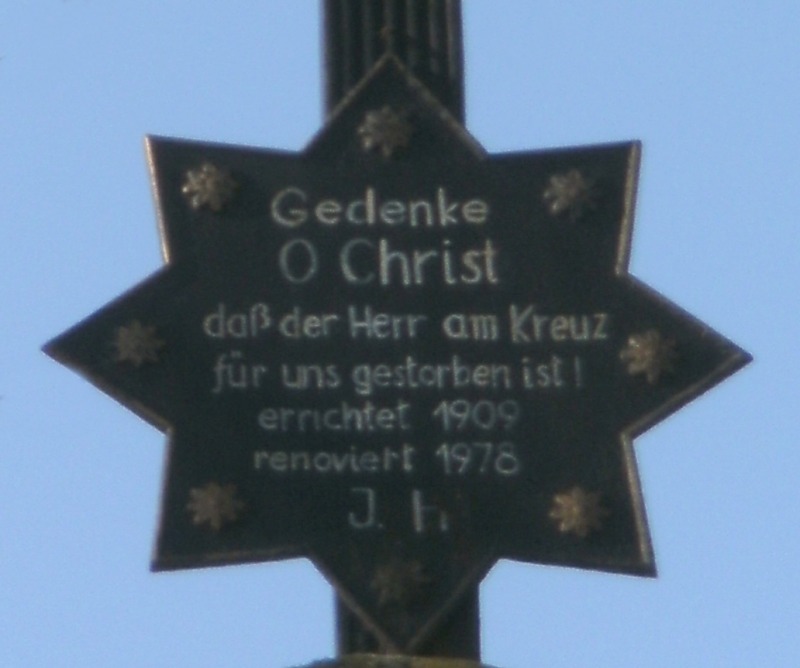 Gedenke
O Christ
daß der Herr am Kreuz
für uns gestorben ist!
errichtet 1909
renoviert 1978
J. H